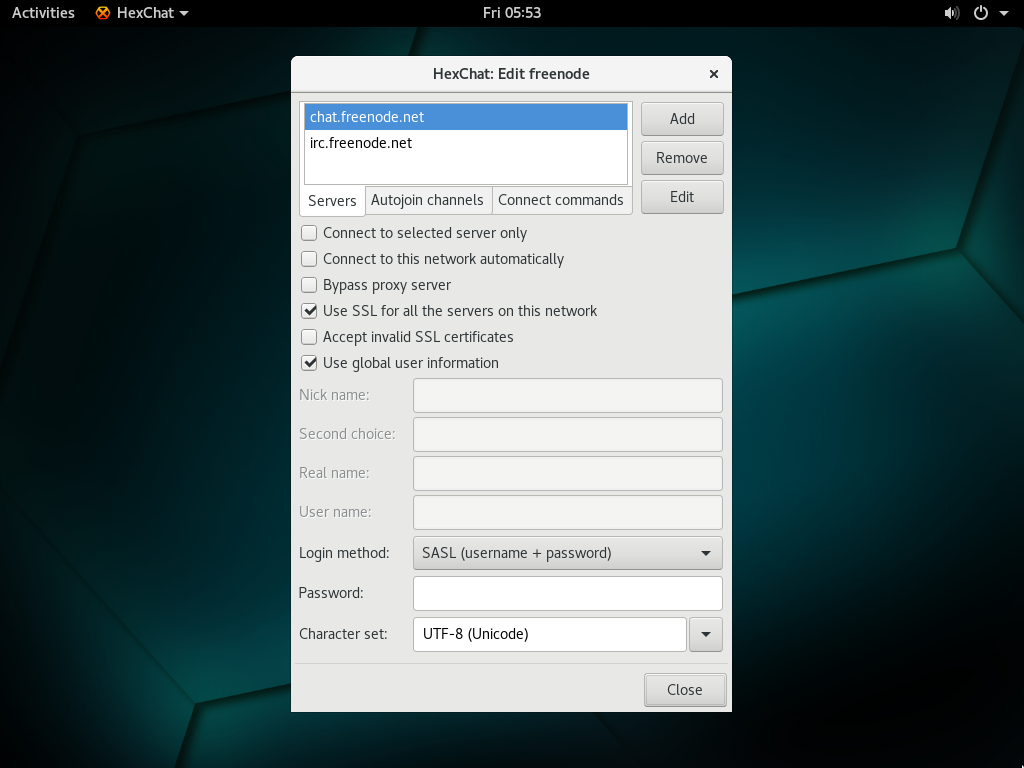 Activities HexChat Fri 05:53
HexChat: Edit freenode
chat.freenode.net Add
irc.freenode.net
Remove
Servers Autojoin channels Connect commands Edit
Connect to selected server only
Connect to this network automatically
Bypass proxy server
Use SSL for all the servers on this network
Accept invalid SSL certificates
Use global user information
Nick name:
Second choice:
Real name:
User name:
Login method: SASL (username + password)
Password:
Character set: UTF-8 (Unicode)
Close